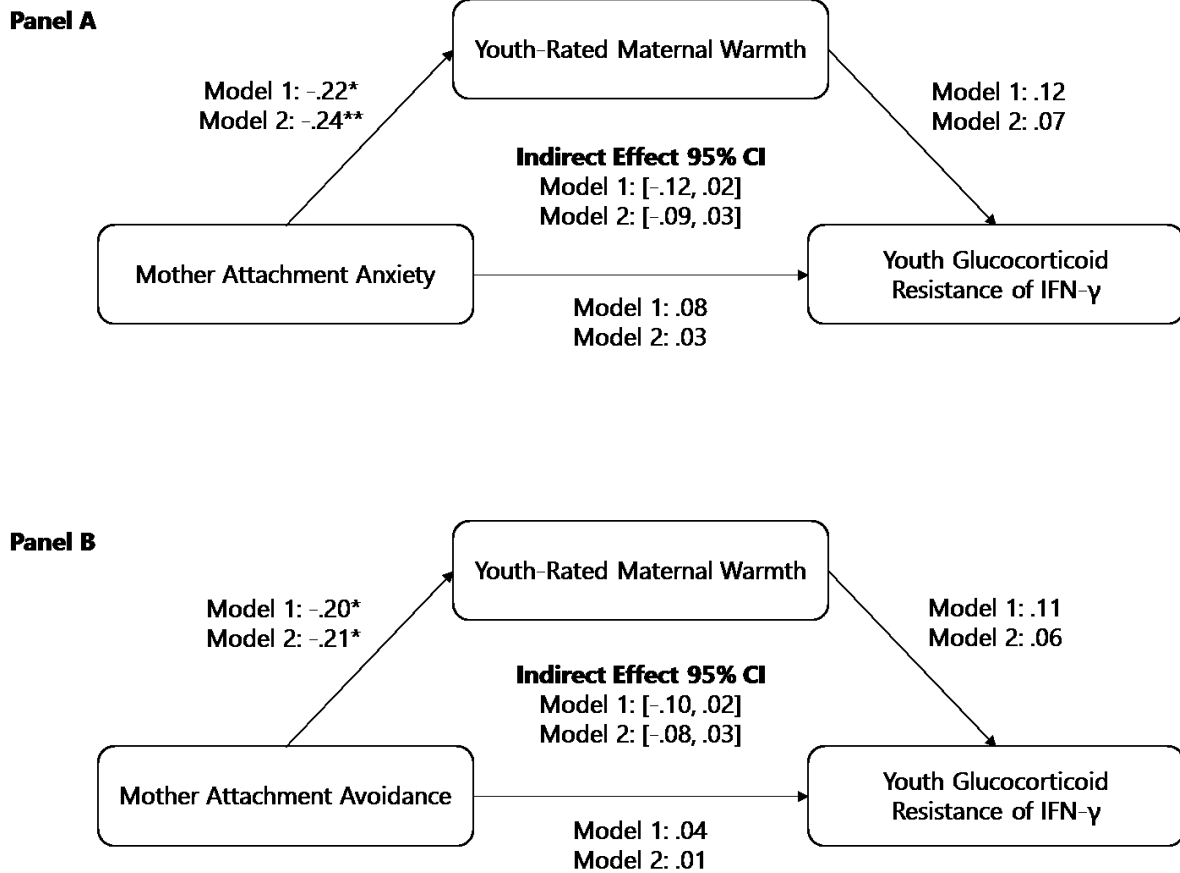 Panel A
Youth-Rated Maternal Warmth
Model 1: -.22*
Model 2: -.24**
Model 1: .12
Model 2: .07
Indirect Effect 95% CI
Model 1: [-.12, .02]
Model 2: [-.09, .03]
Mother Attachment Anxiety
Youth Glucocorticoid
Resistance of IFN-γ
Model 1: .08
Model 2: .03
Panel B
Youth-Rated Maternal Warmth
Model 1: -.20*
Model 2: -.21*
Model 1: .11
Model 2: .06
Indirect Effect 95% CI
Model 1: [-.10, .02]
Model 2: [-.08, .03]
Mother Attachment Avoidance
Youth Glucocorticoid
Resistance of IFN-γ
Model 1: .04
Model 2: .01